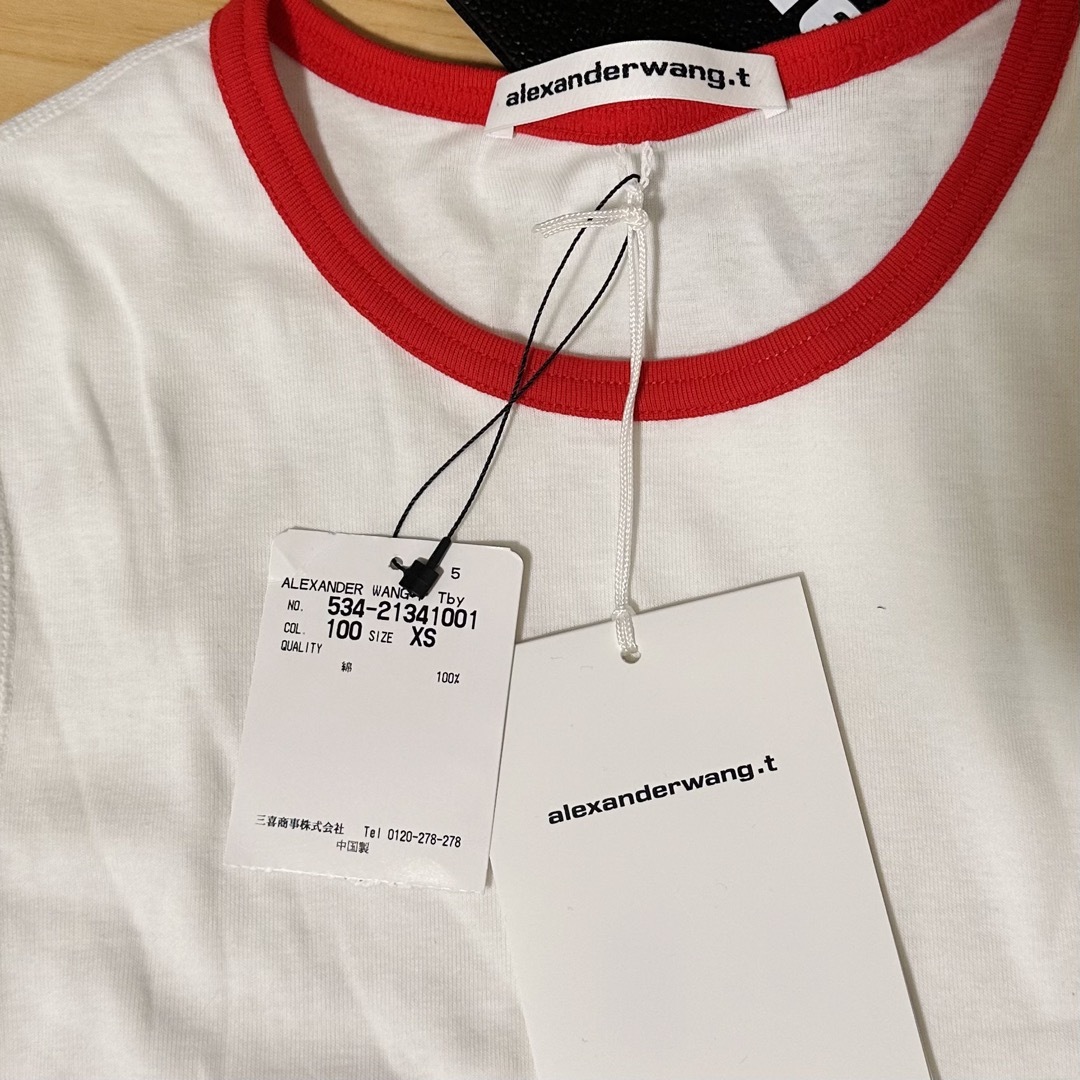 alexanderwang.t
5
ALEXANDER WANG Tby
NO. 534-21341001
COL. 100 SIZE XS
QUALITY
綿 100%
三喜商事株式会社 Tel 0120-278-278
中国製
alexanderwang.t